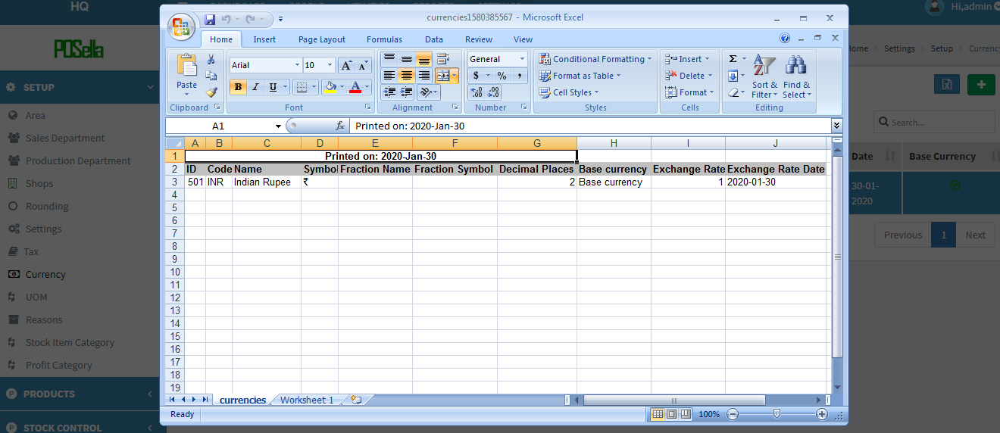 HQ
POSella
SETUP
Area
Sales Department
Production Department
Shops
Rounding
Settings
Tax
Currency
UOM
Reasons
Stock Item Category
Profit Category
PRODUCTS
STOCK CONTROL
currencies1580385567 - Microsoft Excel
Home Insert Page Layout Formulas Data Review View
Paste
Clipboard
Arial 10
B I U
Font
Alignment
General
$ % ,
Number
Conditional Formatting
Format as Table
Cell Styles
Styles
Insert
Delete
Format
Cells
Σ
Sort & Filter
Find & Select
Editing
A1 fx Printed on: 2020-Jan-30
A B C D E F G H I J
1 Printed on: 2020-Jan-30
2 ID Code Name Symbol Fraction Name Fraction Symbol Decimal Places Base currency Exchange Rate Exchange Rate Date
3 501 INR Indian Rupee ₹ 2 Base currency 1 2020-01-30
4
5
6
7
8
9
10
11
12
13
14
15
16
17
18
19
currencies Worksheet 1
Ready 100%
Hi,admin
Home > Settings > Setup > Currency
Search...
Date Base Currency
30-01-
2020
Previous 1 Next